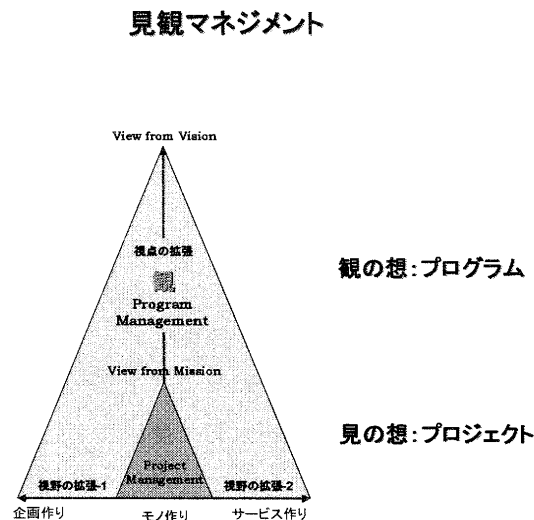 見観マネジメント
View from Vision
視点の拡張
観
観の想：プログラム
Program
Management
View from Mission
見の想：プロジェクト
Project
Management
視野の拡張-1
視野の拡張-2
企画作り
モノ作り
サービス作り